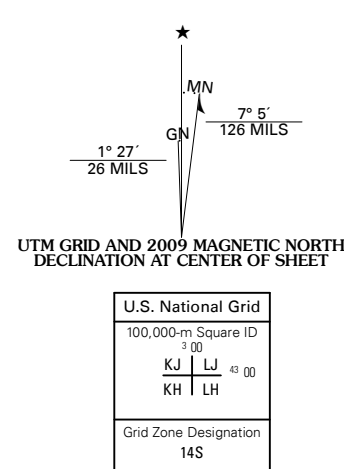 ★
MN
GN
7° 5´
126 MILS
1° 27´
26 MILS
UTM GRID AND 2009 MAGNETIC NORTH
DECLINATION AT CENTER OF SHEET
U.S. National Grid
100,000-m Square ID
3 00
KJ LJ 43 00
KH LH
Grid Zone Designation
14S